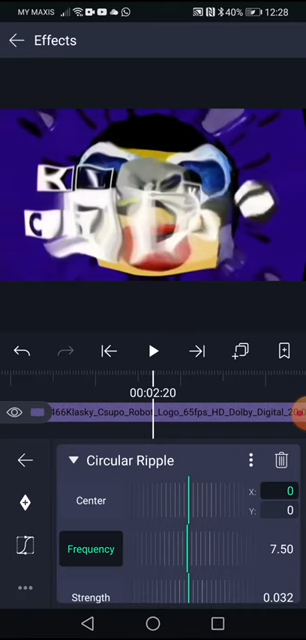 MY MAXIS 40% 12:28
Effects
K
C
00:02:20
466Klasky_Csupo_Robot_Logo_65fps_HD_Dolby_Digital_2
Circular Ripple
Center
X: 0
Y: 0
Frequency 7.50
Strength 0.032